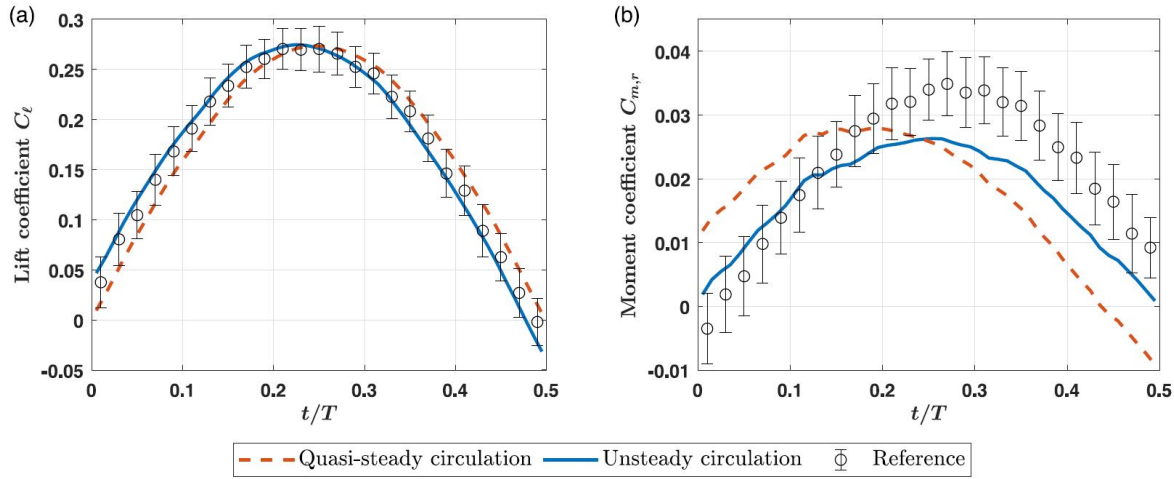 (a)
0.3
0.25
0.2
0.15
0.1
0.05
0
-0.05
Lift coefficient Cℓ
0 0.1 0.2 0.3 0.4 0.5
t/T
(b)
0.04
0.03
0.02
0.01
0
-0.01
Moment coefficient Cm,r
0 0.1 0.2 0.3 0.4 0.5
t/T
Quasi-steady circulation Unsteady circulation Reference